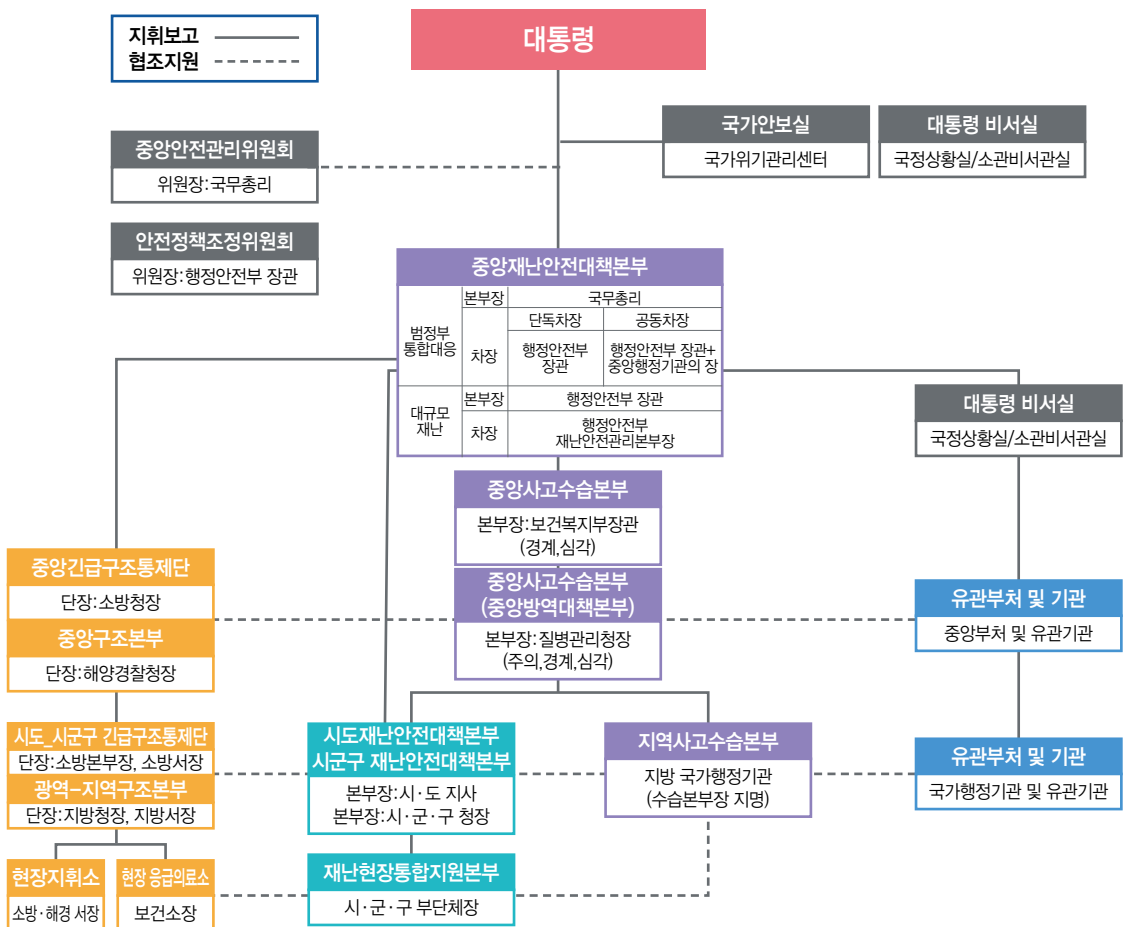 지휘보고
협조지원
대통령
국가안보실
국가위기관리센터
대통령 비서실
국정상황실/소관비서관실
중앙안전관리위원회
위원장:국무총리
안전정책조정위원회
위원장:행정안전부 장관
중앙재난안전대책본부
범정부
통합대응
본부장
국무총리
차장
단독차장
공동차장
행정안전부
장관
행정안전부 장관+
중앙행정기관의 장
대규모
재난
본부장
행정안전부 장관
차장
행정안전부
재난안전관리본부장
대통령 비서실
국정상황실/소관비서관실
중앙사고수습본부
본부장:보건복지부장관
(경계,심각)
중앙긴급구조통제단
단장:소방청장
중앙구조본부
단장:해양경찰청장
중앙사고수습본부
(중앙방역대책본부)
본부장:질병관리청장
(주의,경계,심각)
유관부처 및 기관
중앙부처 및 유관기관
시도_시군구 긴급구조통제단
단장:소방본부장, 소방서장
광역-지역구조본부
단장:지방청장, 지방서장
시도재난안전대책본부
시군구 재난안전대책본부
본부장:시·도 지사
본부장:시·군·구 청장
지역사고수습본부
지방 국가행정기관
(수습본부장 지명)
유관부처 및 기관
국가행정기관 및 유관기관
현장지휘소
소방·해경 서장
현장 응급의료소
보건소장
재난현장통합지원본부
시·군·구 부단체장